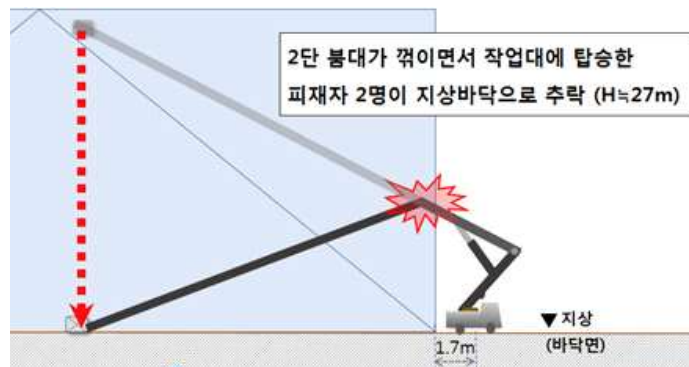 2단 붐대가 꺾이면서 작업대에 탑승한
피재자 2명이 지상바닥으로 추락 (H≒27m)
▼ 지상
(바닥면)
1.7m